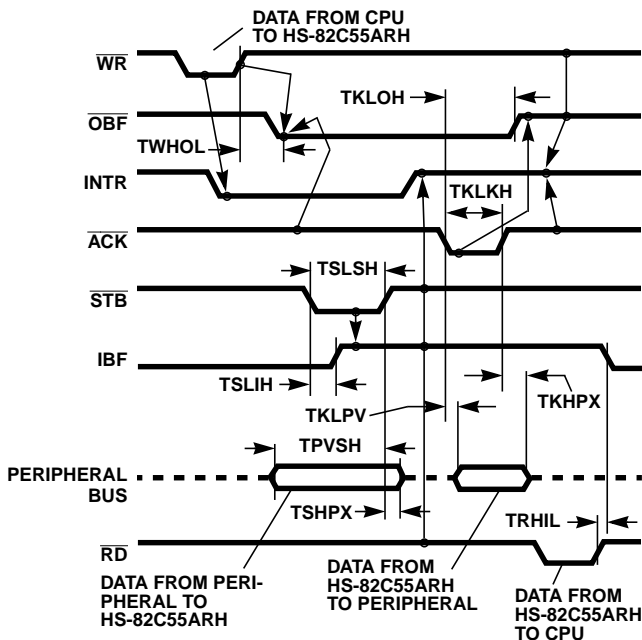 DATA FROM CPU
TO HS-82C55ARH
WR
OBF
TKLOH
TWHOL
INTR
TKLKH
ACK
TSLSH
STB
IBF
TSLIH
TKLPV
TKHPX
TPVSH
PERIPHERAL
BUS
TSHPX
TRHIL
RD
DATA FROM PERI-
PHERAL TO
HS-82C55ARH
DATA FROM
HS-82C55ARH
TO PERIPHERAL
DATA FROM
HS-82C55ARH
TO CPU